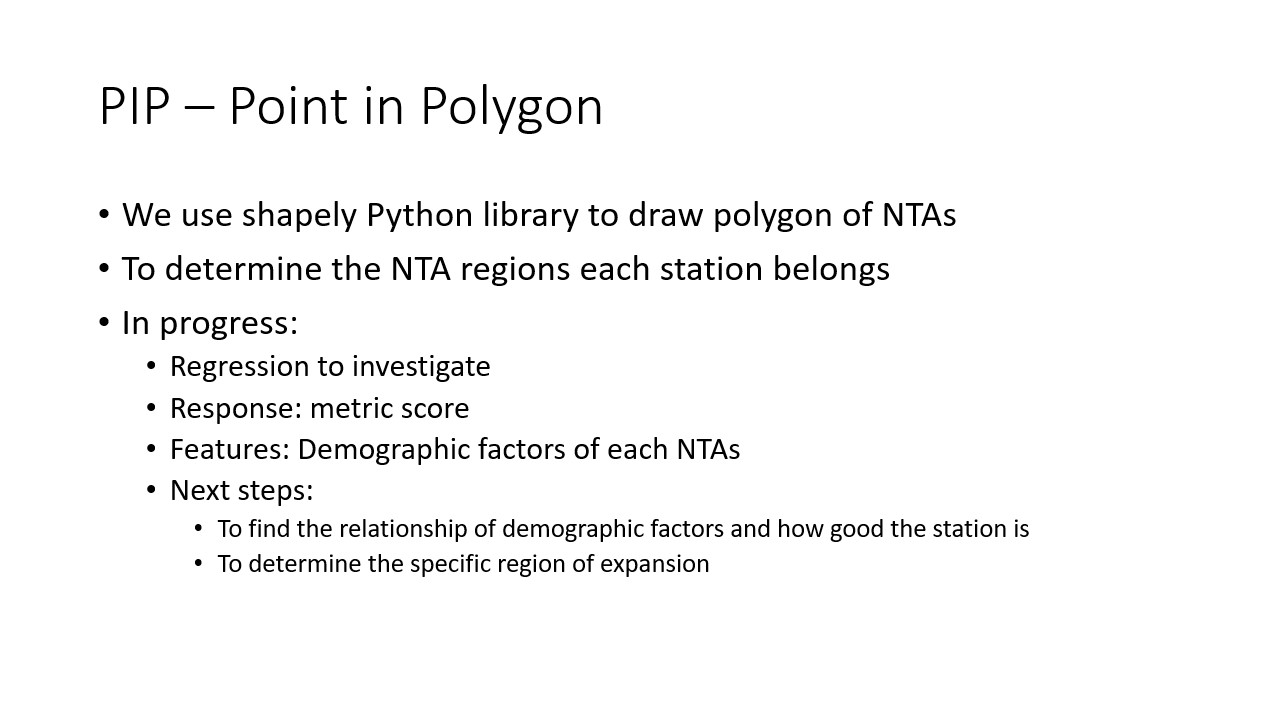 PIP – Point in Polygon
• We use shapely Python library to draw polygon of NTAs
• To determine the NTA regions each station belongs
• In progress:
• Regression to investigate
• Response: metric score
• Features: Demographic factors of each NTAs
• Next steps:
• To find the relationship of demographic factors and how good the station is
• To determine the specific region of expansion